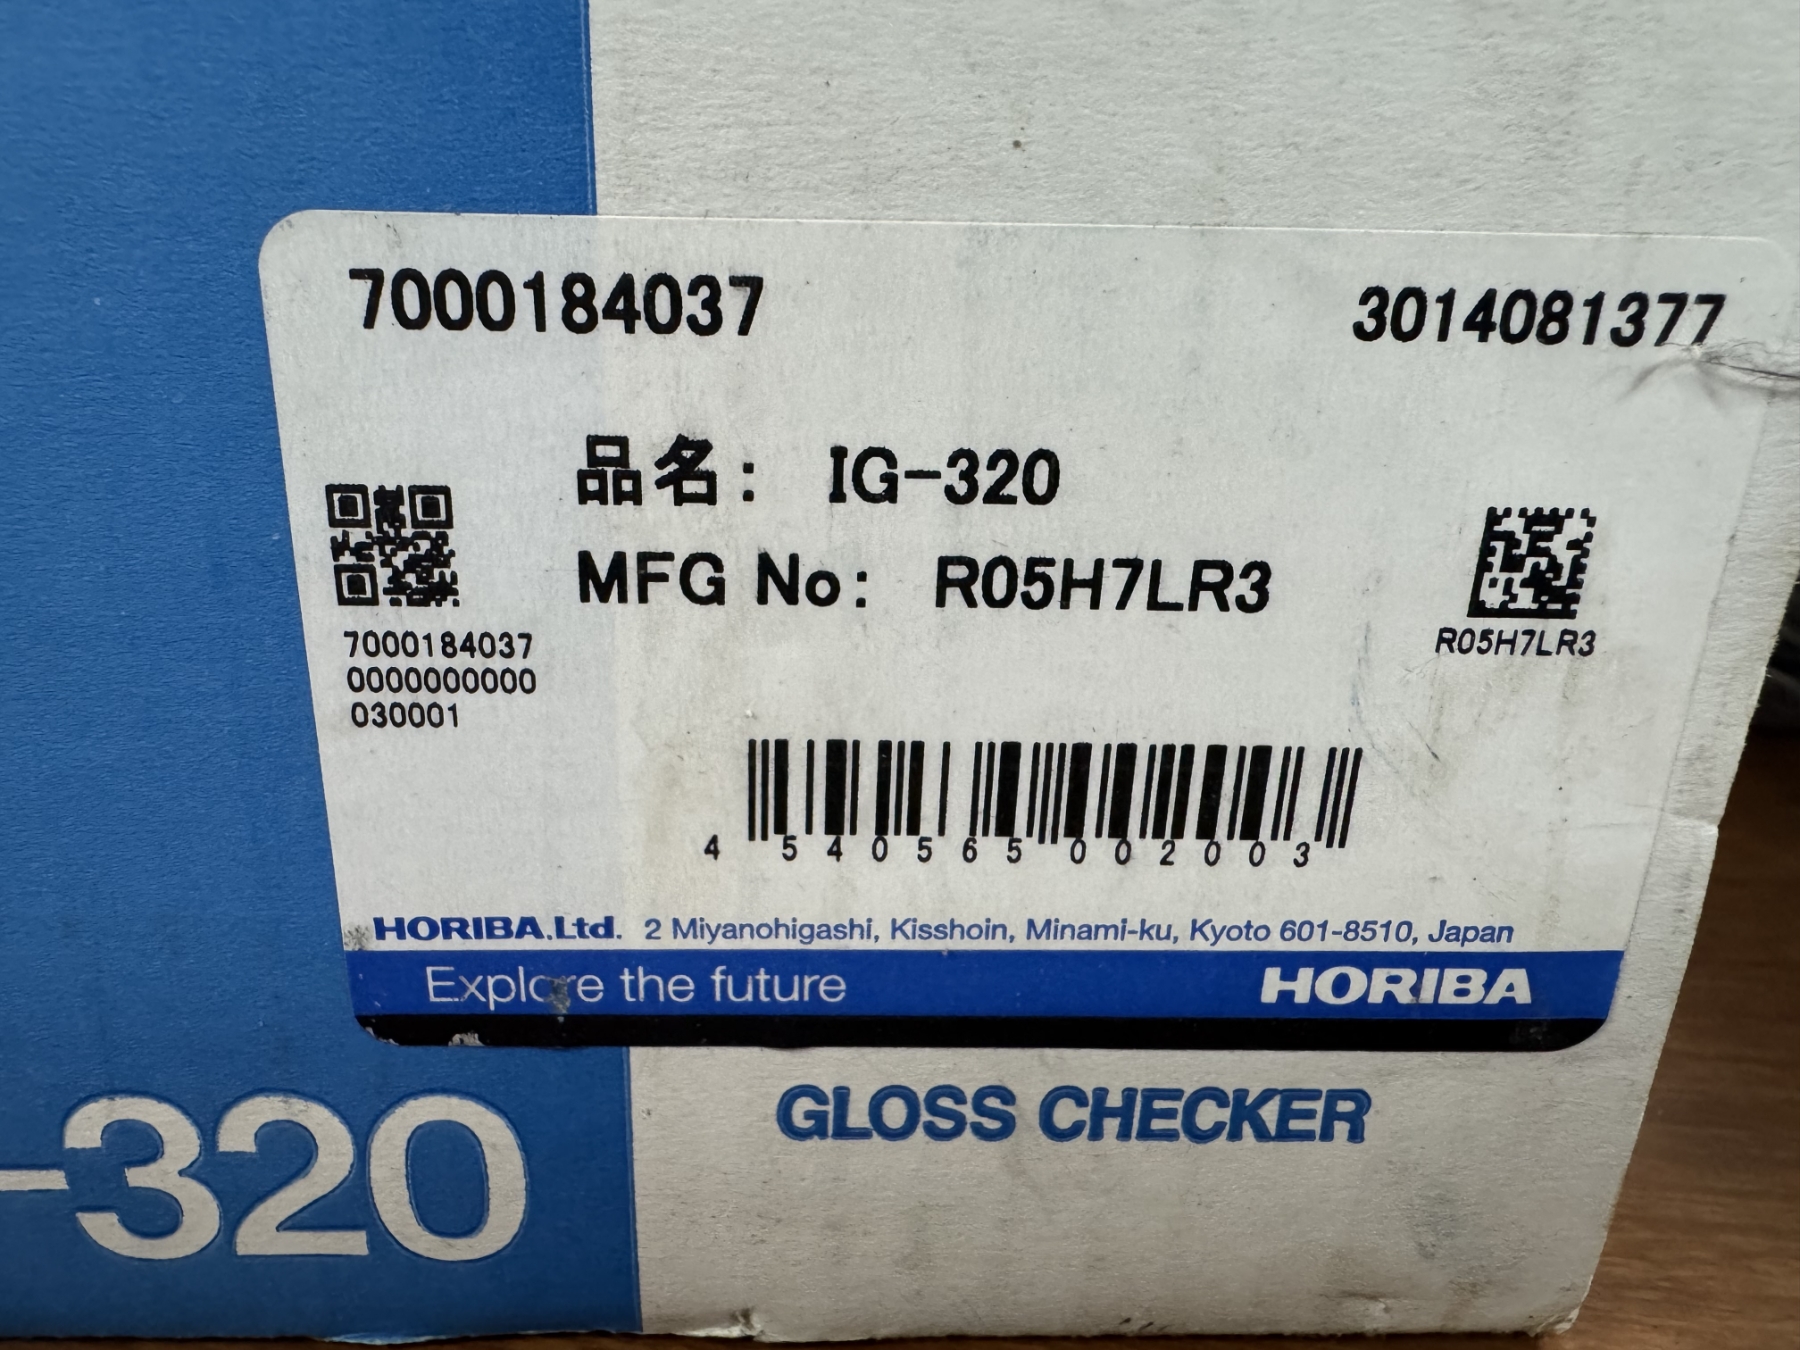 7000184037 3014081377
品名: IG-320
MFG No: R05H7LR3
7000184037
0000000000
030001
R05H7LR3
4 540565 002003
HORIBA,Ltd. 2 Miyanohigashi, Kisshoin, Minami-ku, Kyoto 601-8510, Japan
Explore the future HORIBA
GLOSS CHECKER
-320